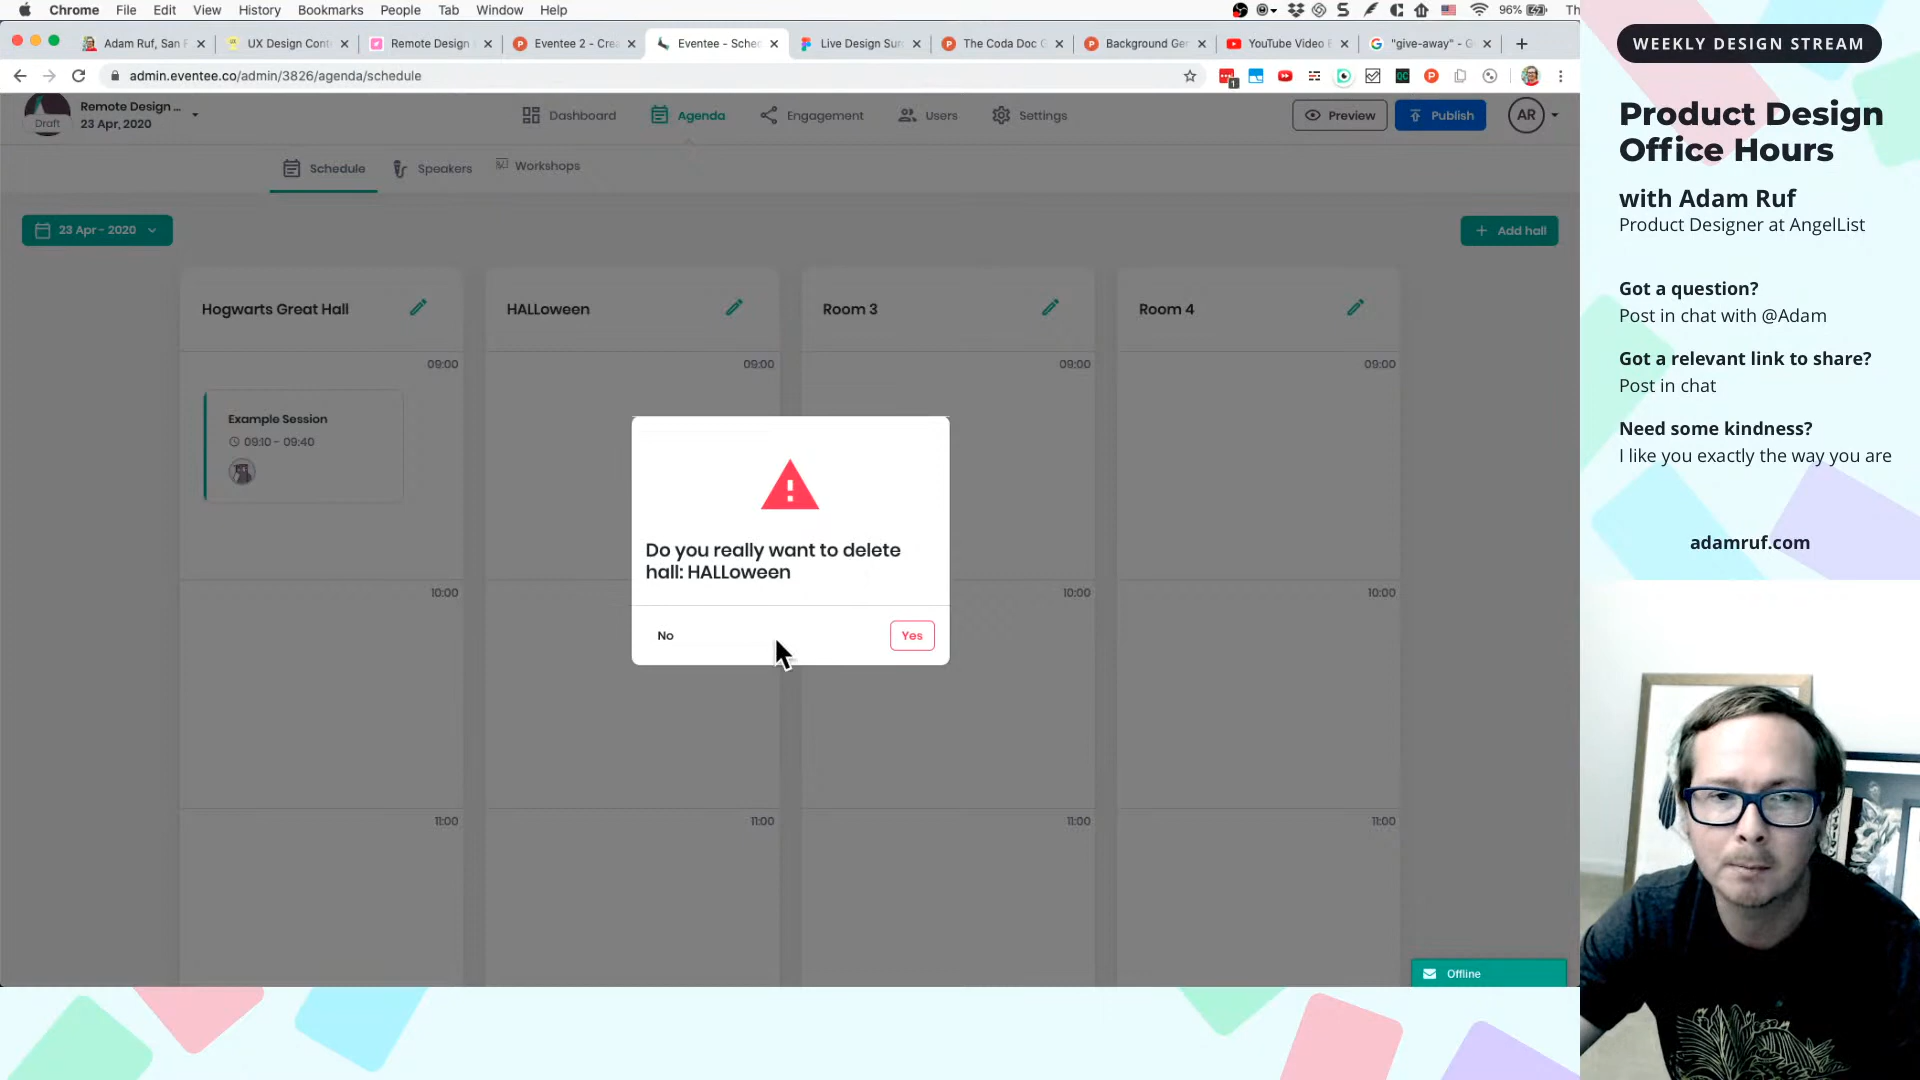 Chrome File Edit View History Bookmarks People Tab Window Help 96% Th
Adam Ruf, San F
UX Design Cont
Remote Design
Eventee 2 - Crea
Eventee - Sched
Live Design Sur
The Coda Doc G
Background Ge
YouTube Video E
"give-away" - G
admin.eventee.co/admin/3826/agenda/schedule
Draft
Remote Design ...
23 Apr, 2020
Dashboard
Agenda
Engagement
Users
Settings
Preview
Publish
AR
Schedule
Speakers
Workshops
23 Apr - 2020
Add hall
Hogwarts Great Hall
HALLoween
Room 3
Room 4
09:00
09:00
09:00
09:00
Example Session
09:10 - 09:40
Do you really want to delete
hall: HALLoween
No
Yes
10:00
10:00
10:00
11:00
11:00
11:00
11:00
Offline
WEEKLY DESIGN STREAM
Product Design
Office Hours
with Adam Ruf
Product Designer at AngelList
Got a question?
Post in chat with @Adam
Got a relevant link to share?
Post in chat
Need some kindness?
I like you exactly the way you are
adamruf.com